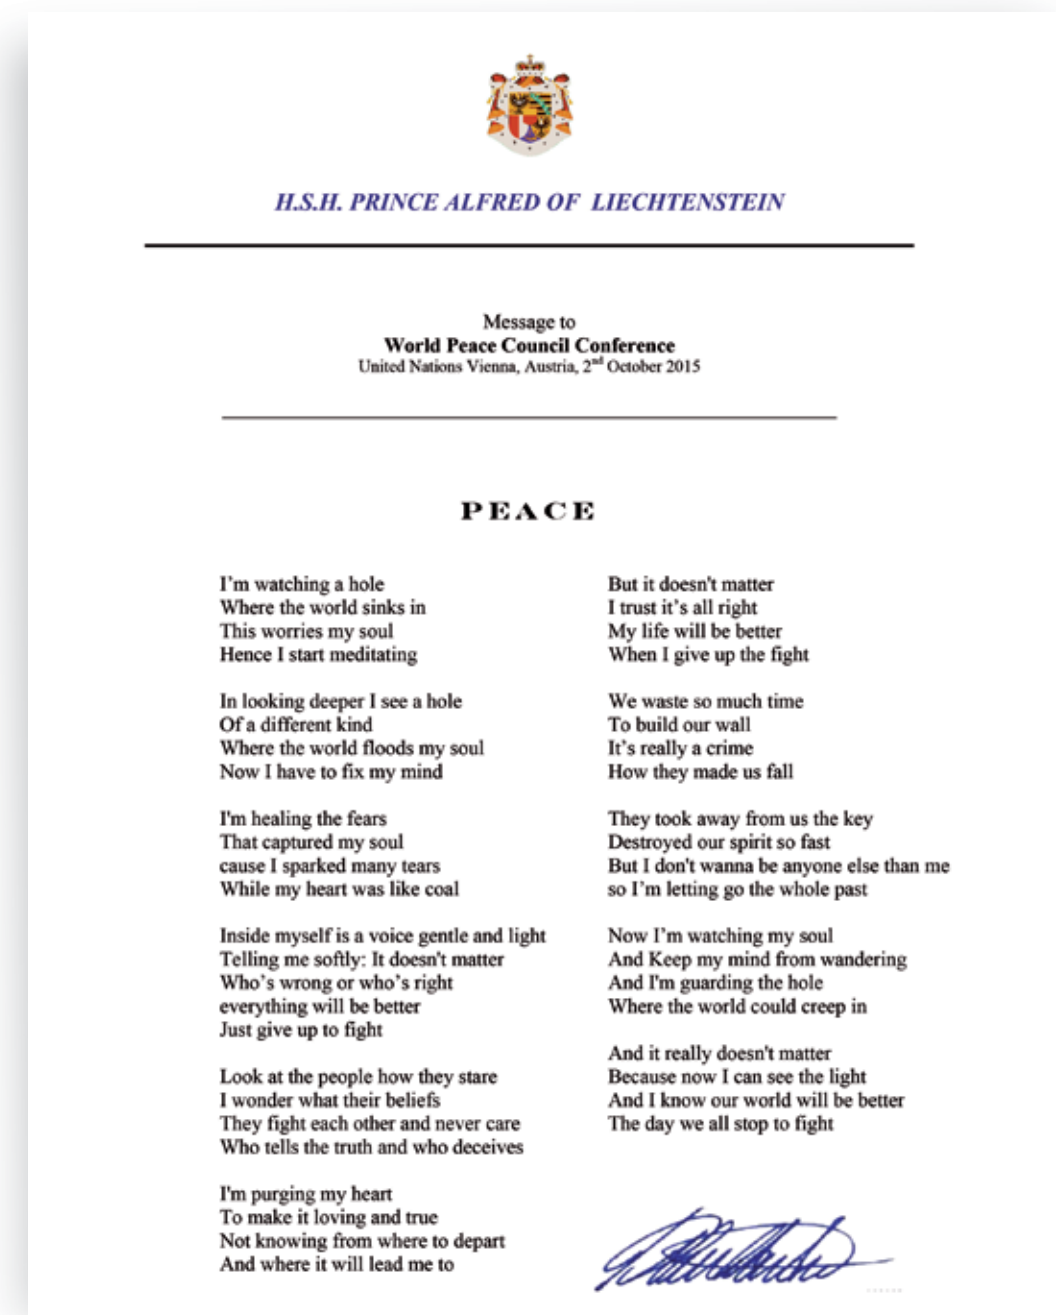 H.S.H. PRINCE ALFRED OF LIECHTENSTEIN
Message to
World Peace Council Conference
United Nations Vienna, Austria, 2nd October 2015
PEACE
I'm watching a hole
Where the world sinks in
This worries my soul
Hence I start meditating
In looking deeper I see a hole
Of a different kind
Where the world floods my soul
Now I have to fix my mind
I'm healing the fears
That captured my soul
cause I sparked many tears
While my heart was like coal
Inside myself is a voice gentle and light
Telling me softly: It doesn't matter
Who's wrong or who's right
everything will be better
Just give up to fight
Look at the people how they stare
I wonder what their beliefs
They fight each other and never care
Who tells the truth and who deceives
I'm purging my heart
To make it loving and true
Not knowing from where to depart
And where it will lead me to
But it doesn't matter
I trust it's all right
My life will be better
When I give up the fight
We waste so much time
To build our wall
It's really a crime
How they made us fall
They took away from us the key
Destroyed our spirit so fast
But I don't wanna be anyone else than me
so I'm letting go the whole past
Now I'm watching my soul
And Keep my mind from wandering
And I'm guarding the hole
Where the world could creep in
And it really doesn't matter
Because now I can see the light
And I know our world will be better
The day we all stop to fight